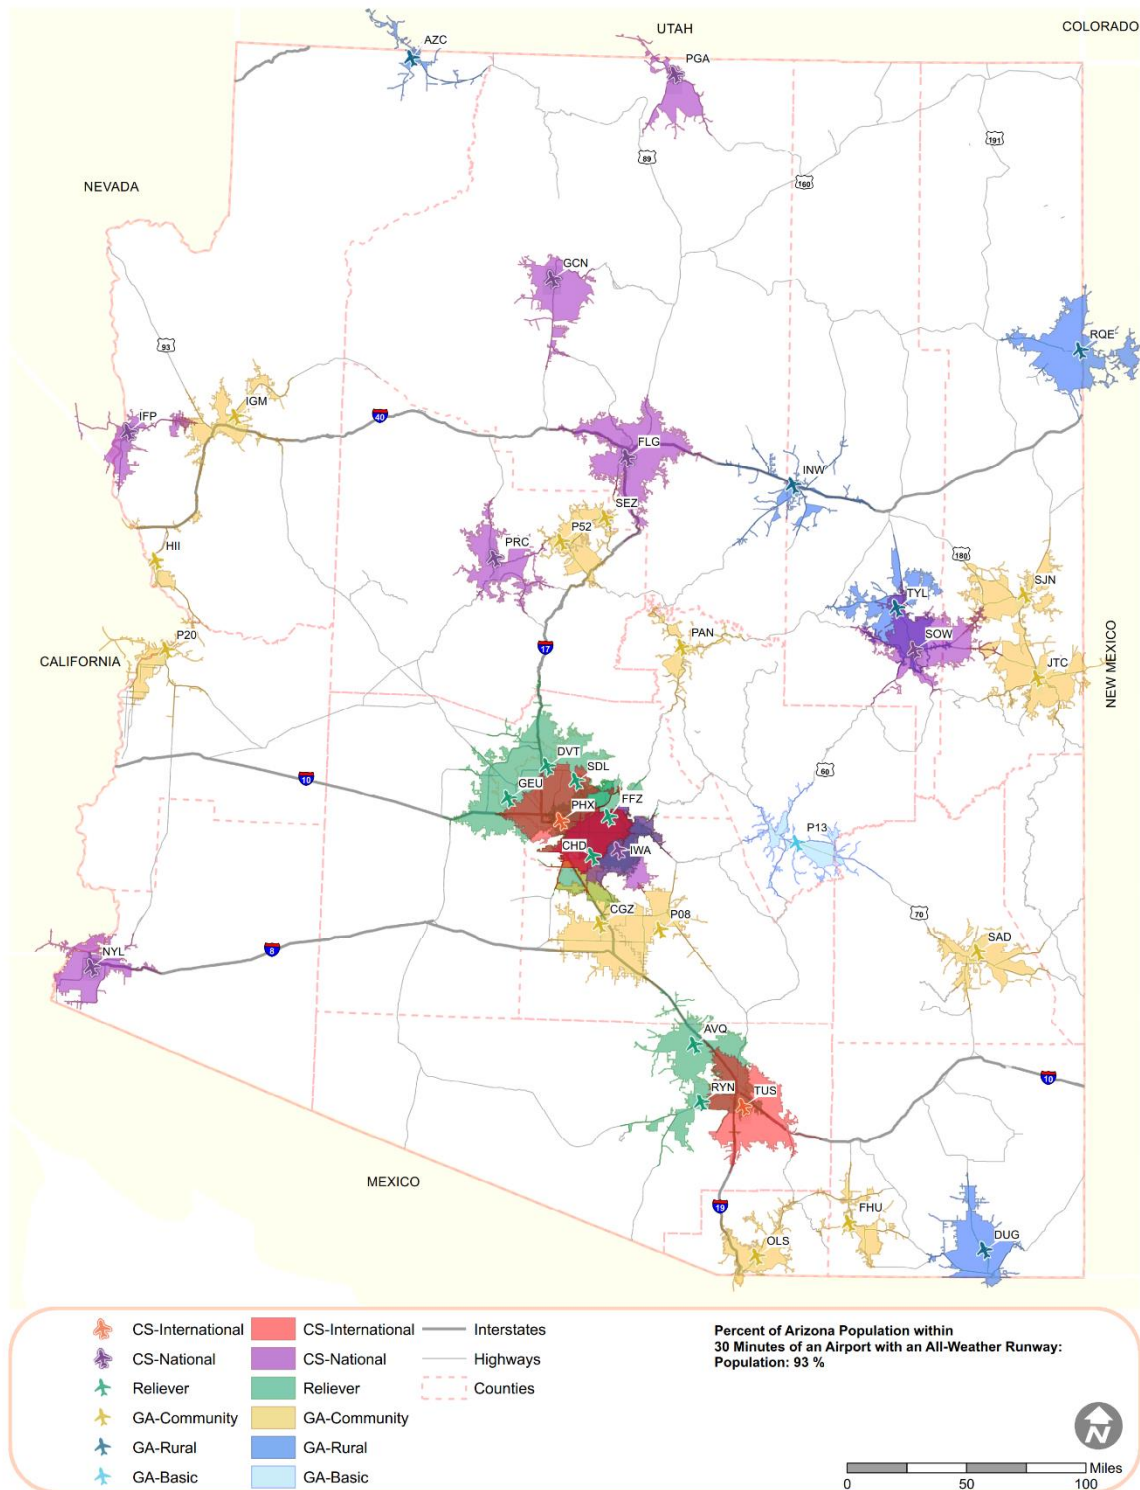 UTAH
COLORADO
AZC
PGA
191
89
160
NEVADA
GCN
RQE
93
IGM
IFP
40
FLG
INW
SEZ
P52
PRC
HII
180
SJN
TYL
P20
PAN
SOW
CALIFORNIA
17
JTC
NEW MEXICO
DVT
SDL
10
60
GEU
PHX
FFZ
P13
CHD
IWA
CGZ
P08
70
NYL
8
SAD
AVQ
10
RYN
TUS
MEXICO
19
FHU
OLS
DUG
CS-International CS-International Interstates
CS-National CS-National Highways
Reliever Reliever Counties
GA-Community GA-Community
GA-Rural GA-Rural
GA-Basic GA-Basic
Percent of Arizona Population within
30 Minutes of an Airport with an All-Weather Runway:
Population: 93 %
N
Miles
0 50 100